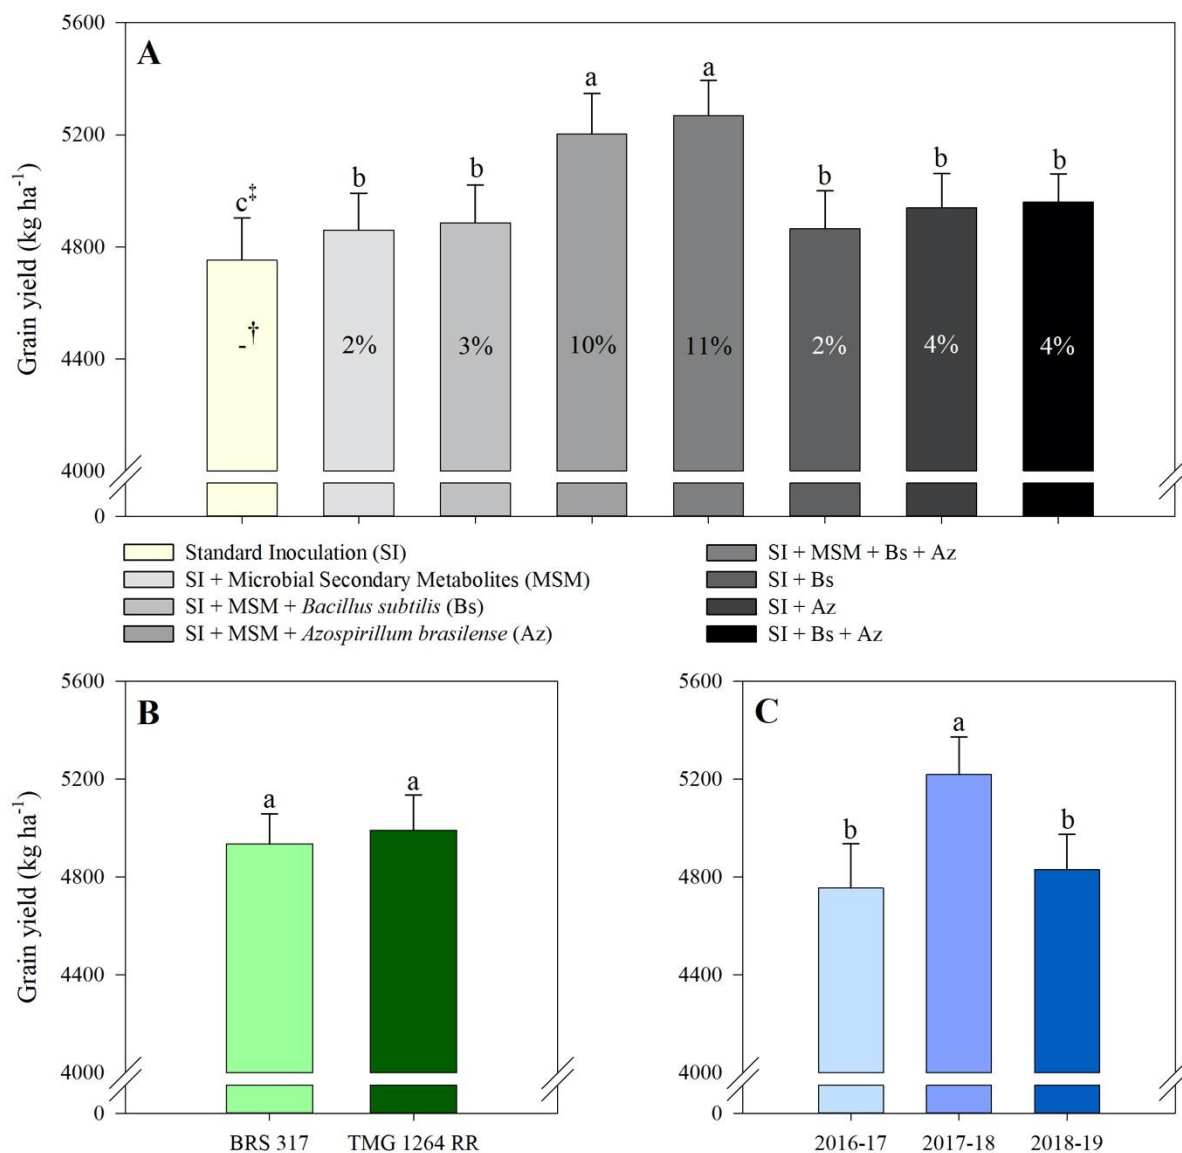 A
Grain yield (kg ha⁻¹)
5600
5200
4800
4400
4000
0
c‡
b
b
a
a
b
b
b
-†
2%
3%
10%
11%
2%
4%
4%
Standard Inoculation (SI)
SI + Microbial Secondary Metabolites (MSM)
SI + MSM + Bacillus subtilis (Bs)
SI + MSM + Azospirillum brasilense (Az)
SI + MSM + Bs + Az
SI + Bs
SI + Az
SI + Bs + Az
B
Grain yield (kg ha⁻¹)
5600
5200
4800
4400
4000
0
a
a
BRS 317
TMG 1264 RR
C
5600
5200
4800
4400
4000
0
b
a
b
2016-17
2017-18
2018-19